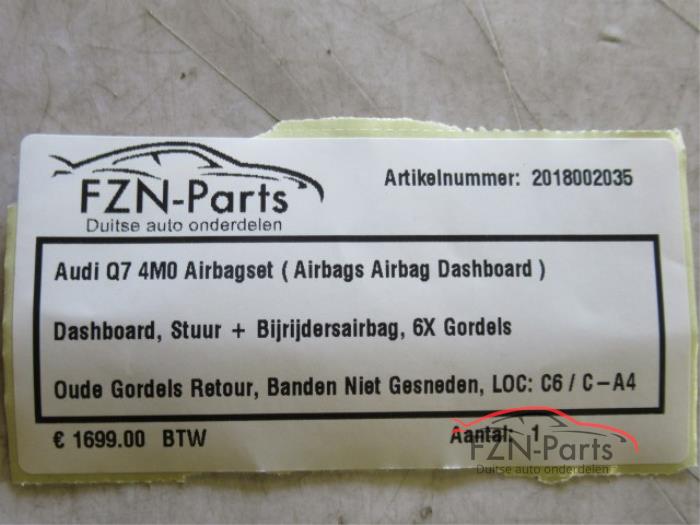 FZN-Parts
Duitse auto onderdelen
Artikelnummer: 2018002035
Audi Q7 4M0 Airbagset ( Airbags Airbag Dashboard )
Dashboard, Stuur + Bijrijdersairbag, 6X Gordels
Oude Gordels Retour, Banden Niet Gesneden, LOC: C6 / C-A4
€ 1699.00 BTW
Aantal: 1
FZN-Parts
Duitse auto onderdelen